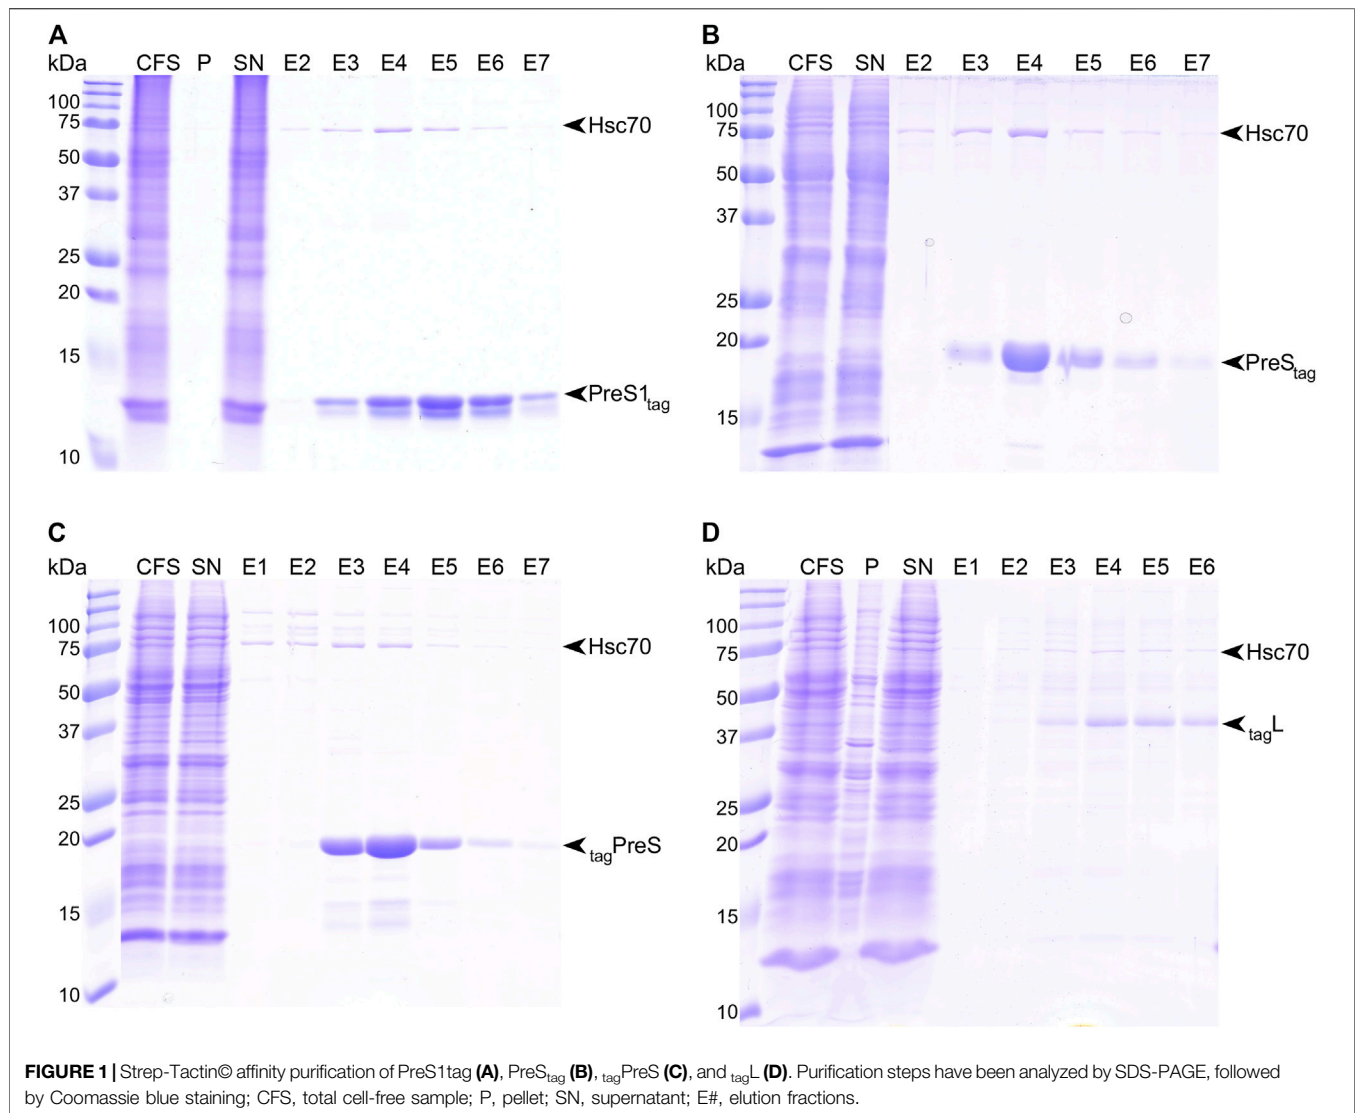 A
kDa CFS P SN E2 E3 E4 E5 E6 E7
100
75
50
37
25
20
15
10
Hsc70
PreS1tag
B
kDa CFS SN E2 E3 E4 E5 E6 E7
100
75
50
37
25
20
15
Hsc70
PreStag
C
kDa CFS SN E1 E2 E3 E4 E5 E6 E7
100
75
50
37
25
20
15
10
Hsc70
tagPreS
D
kDa CFS P SN E1 E2 E3 E4 E5 E6
100
75
50
37
25
20
15
10
Hsc70
tagL
FIGURE 1 | Strep-Tactin© affinity purification of PreS1tag (A), PreStag (B), tagPreS (C), and tagL (D). Purification steps have been analyzed by SDS-PAGE, followed
by Coomassie blue staining; CFS, total cell-free sample; P, pellet; SN, supernatant; E#, elution fractions.